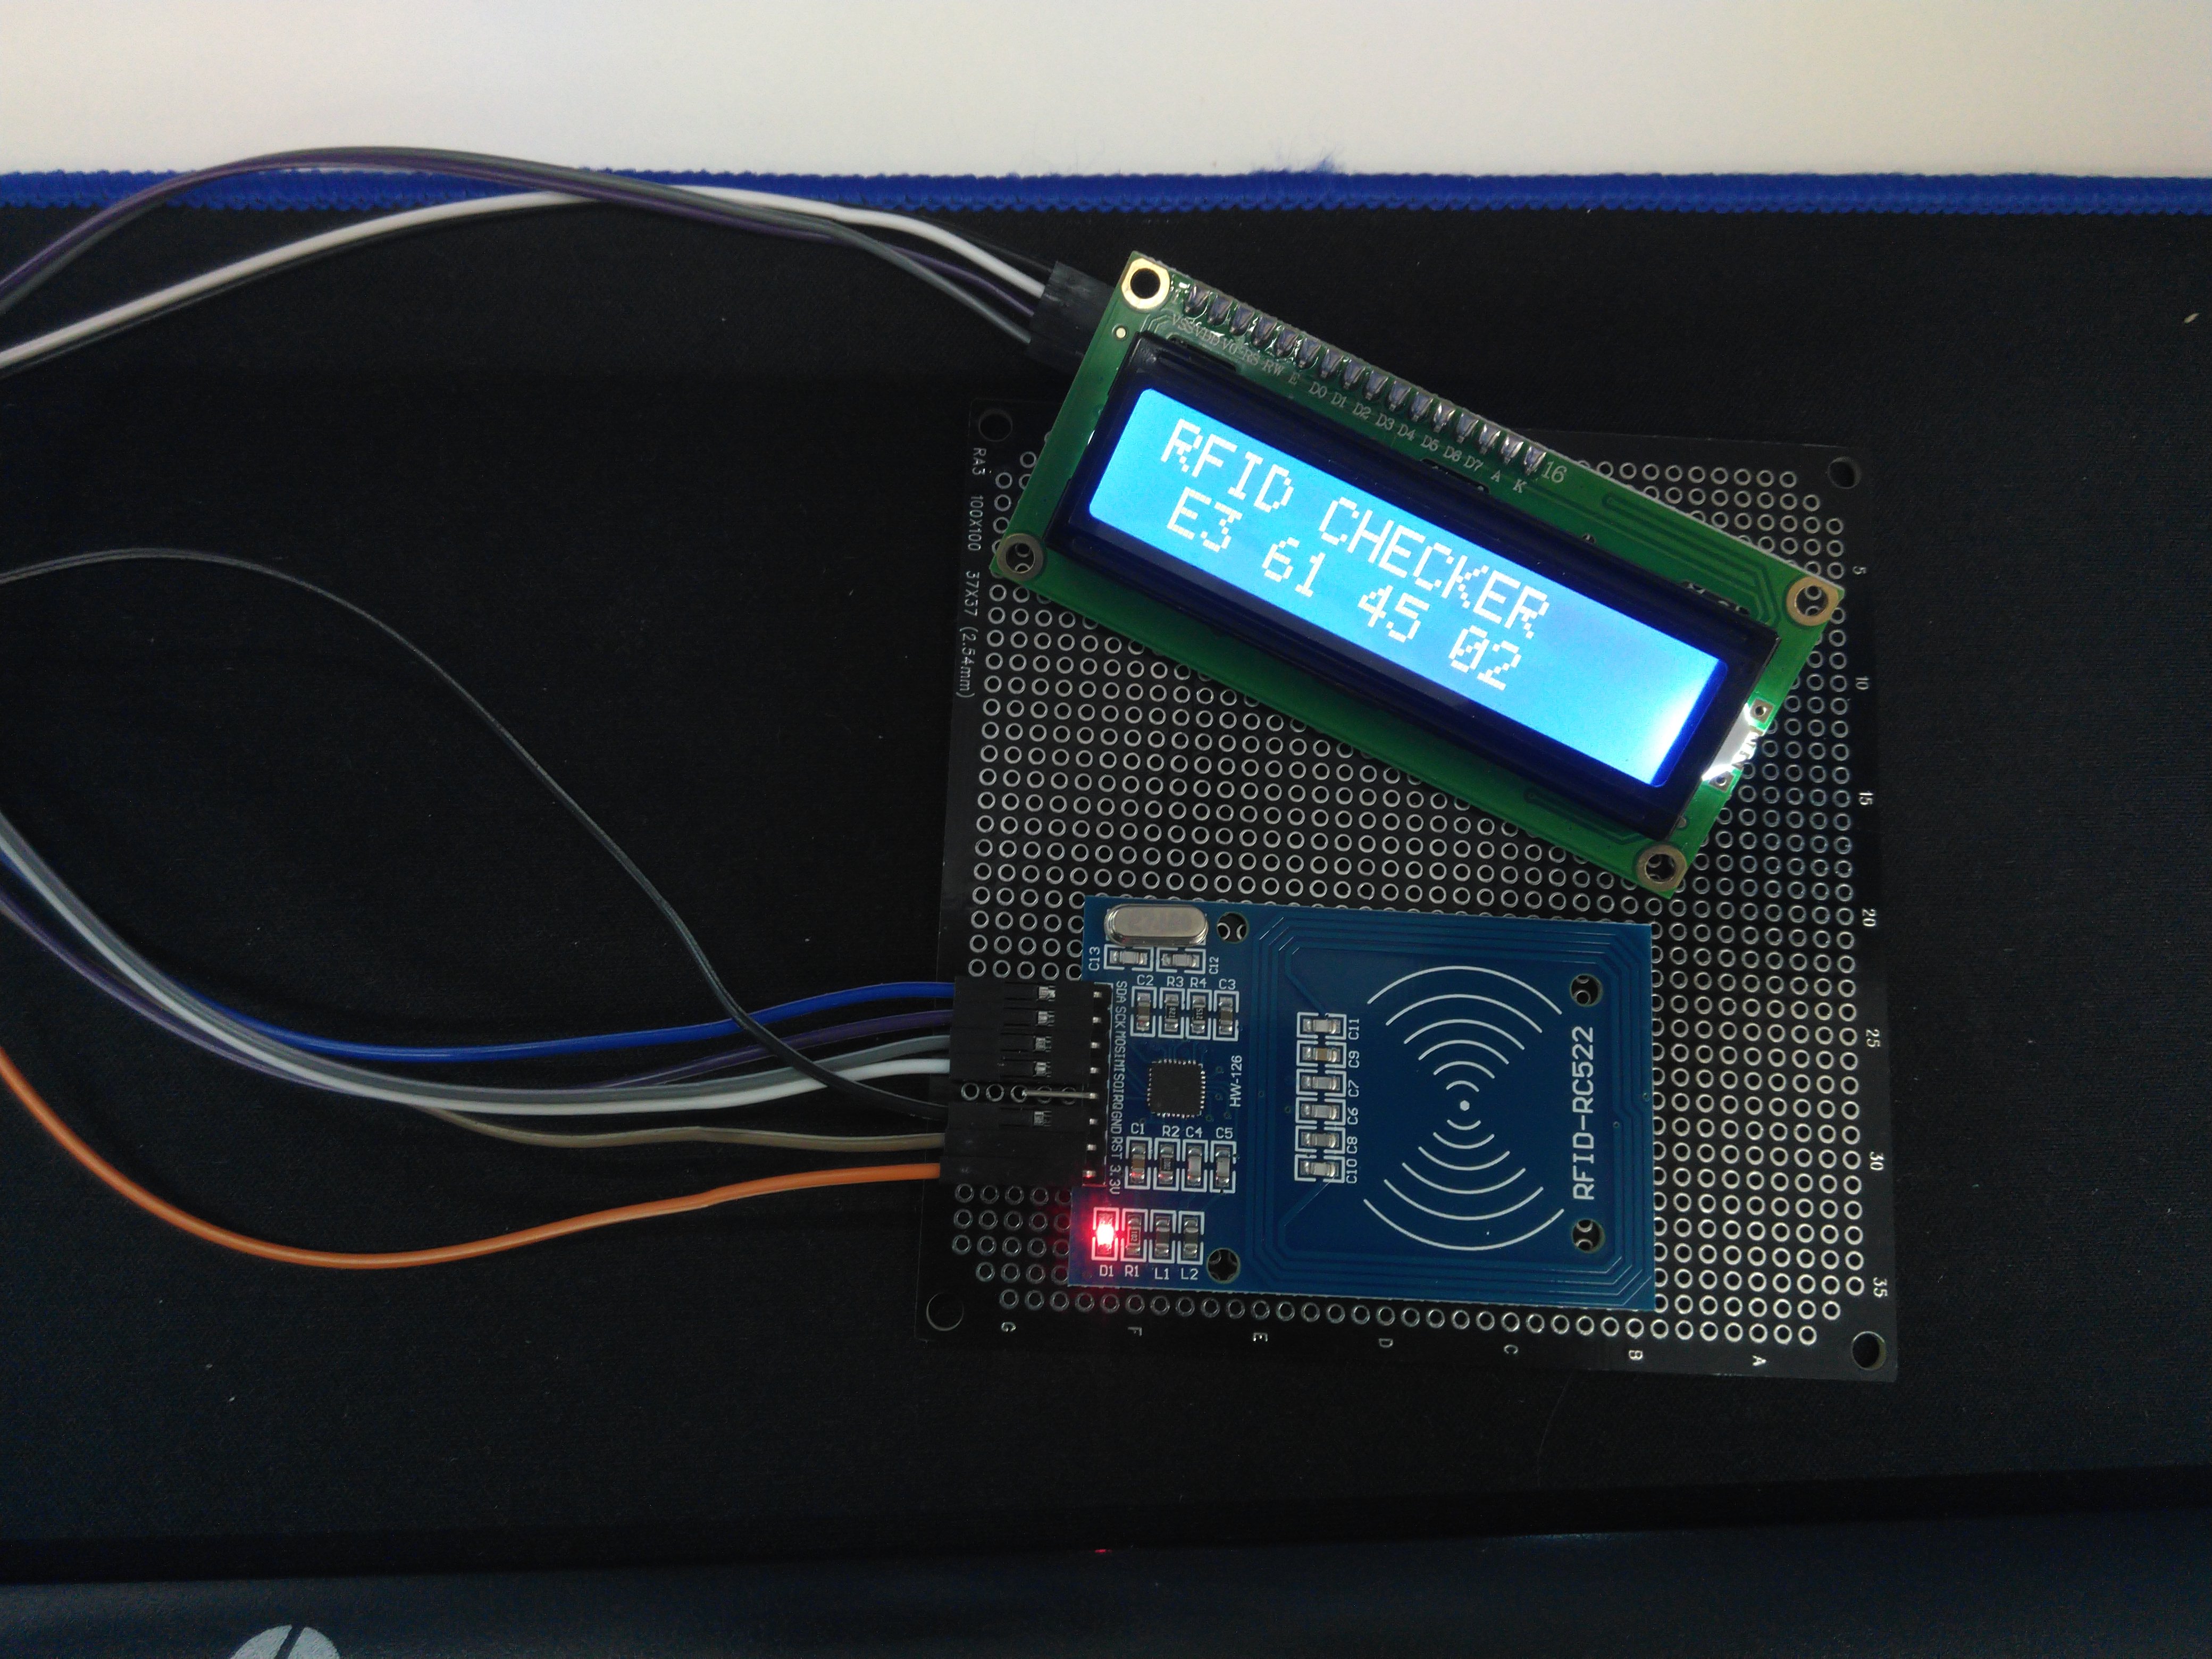 RFID CHECKER
E3 61 45 02
VSS VDD V0 RS RW E D0 D1 D2 D3 D4 D5 D6 D7 A K
16
RA3 100X100 37X37 (2.54mm)
5
10
15
20
25
30
35
G F E D C B A
C13
C12
C2 R3 R4 C3
SDA SCK MOSI MISO IRQ GND RST 3.3V
HW-126
C1 R2 C4 C5
C11
C9
C7
C6
C8
C10
RFID-RC522
D1 R1 L1 L2